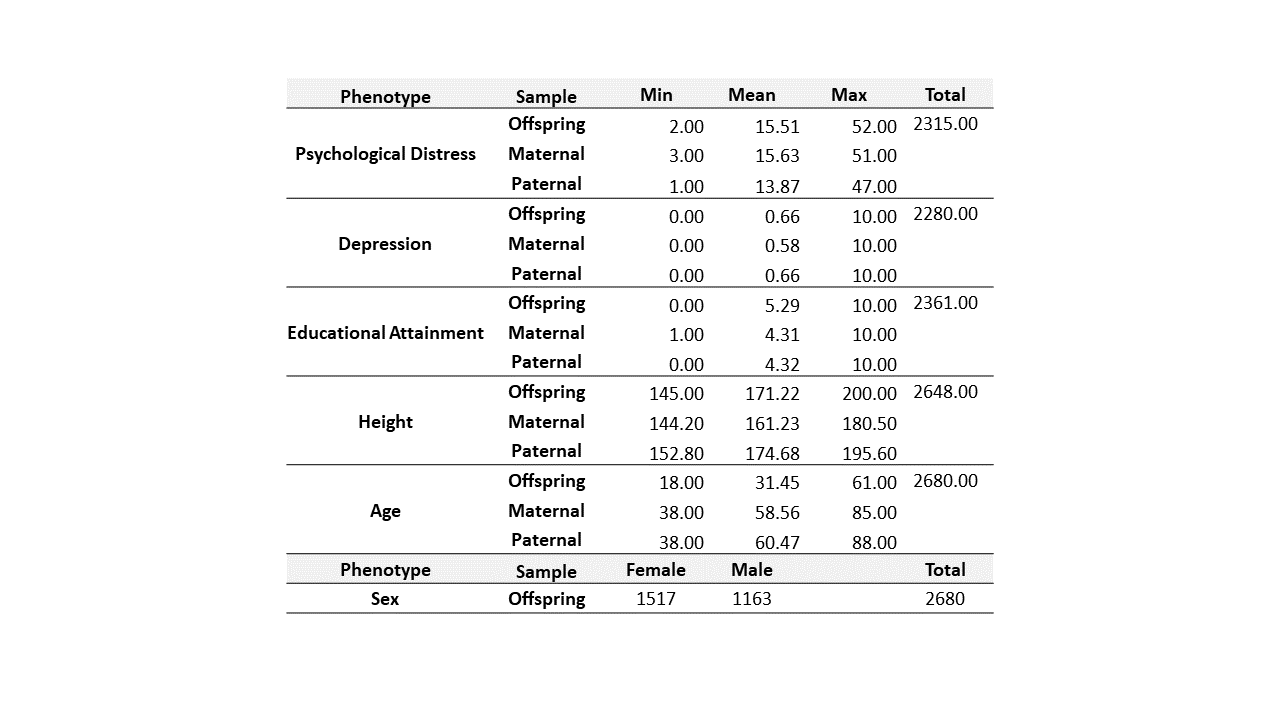 Phenotype Sample Min Mean Max Total
Offspring 2.00 15.51 52.00 2315.00
Psychological Distress Maternal 3.00 15.63 51.00
Paternal 1.00 13.87 47.00
Offspring 0.00 0.66 10.00 2280.00
Depression Maternal 0.00 0.58 10.00
Paternal 0.00 0.66 10.00
Offspring 0.00 5.29 10.00 2361.00
Educational Attainment Maternal 1.00 4.31 10.00
Paternal 0.00 4.32 10.00
Offspring 145.00 171.22 200.00 2648.00
Height Maternal 144.20 161.23 180.50
Paternal 152.80 174.68 195.60
Offspring 18.00 31.45 61.00 2680.00
Age Maternal 38.00 58.56 85.00
Paternal 38.00 60.47 88.00
Phenotype Sample Female Male Total
Sex Offspring 1517 1163 2680